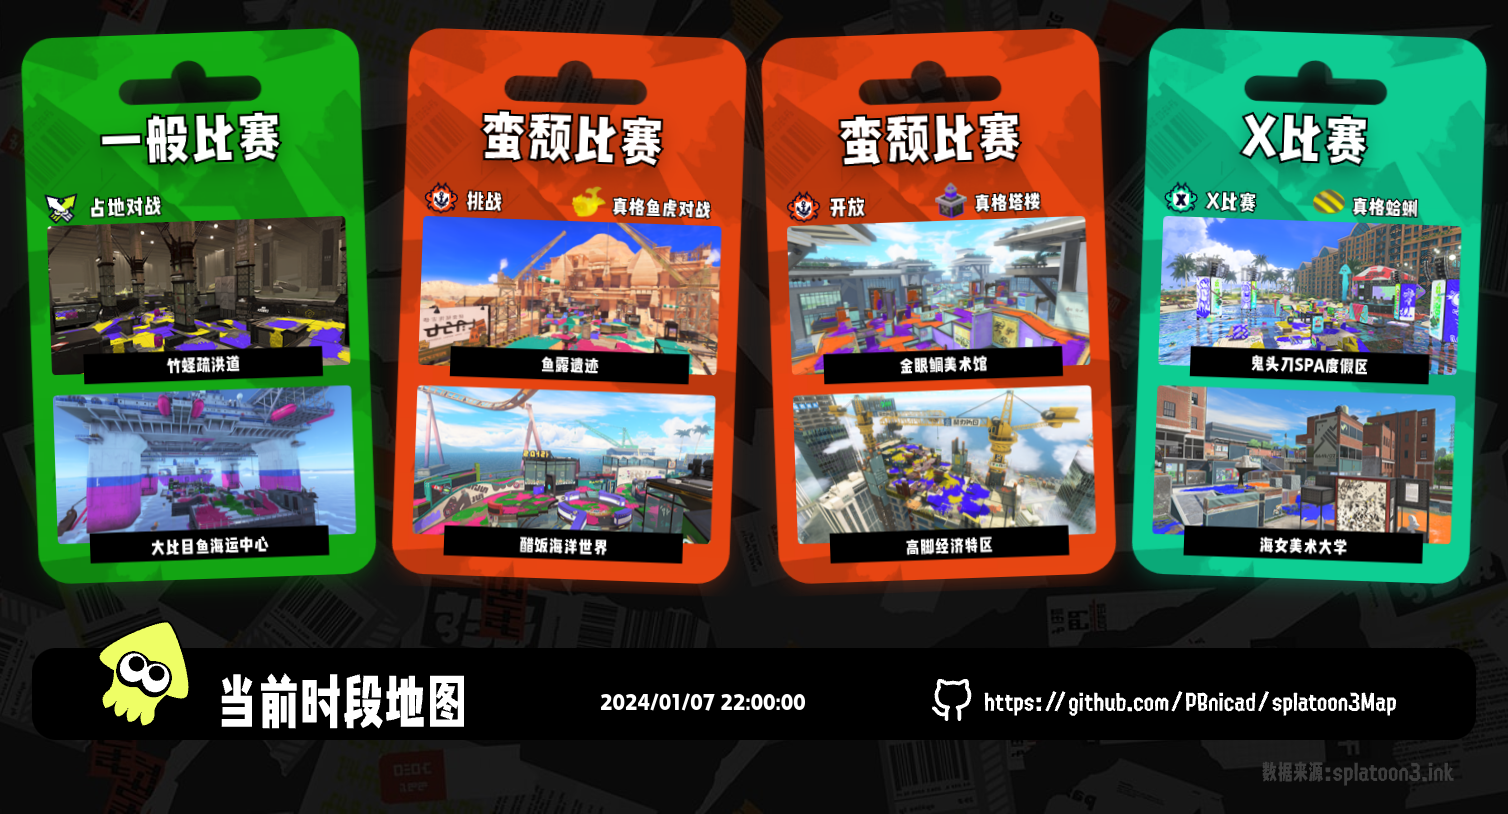 一般比赛
占地对战
竹蛏疏洪道
大比目鱼海运中心
蛮颓比赛
挑战
真格鱼虎对战
鱼露遗迹
醋饭海洋世界
蛮颓比赛
开放
真格塔楼
金眼鲷美术馆
高脚经济特区
X比赛
X比赛
真格蛤蜊
鬼头刀SPA度假区
海女美术大学
当前时段地图
2024/01/07 22:00:00
https://github.com/PBnicad/splatoon3Map
数据来源:splatoon3.ink